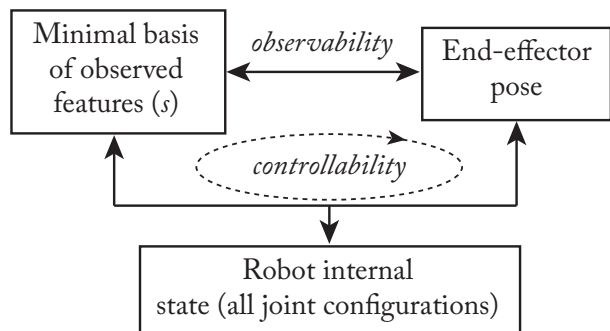 Minimal basis
of observed
features (s)
observability
End-effector
pose
controllability
Robot internal
state (all joint configurations)